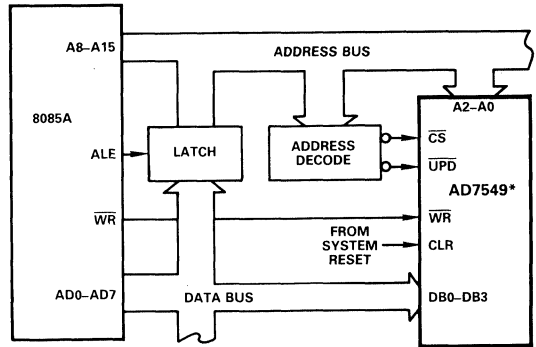 A8–A15
ADDRESS BUS
A2–A0
8085A
ALE
LATCH
ADDRESS
DECODE
CS
UPD
AD7549*
WR
WR
FROM
SYSTEM
RESET
CLR
AD0–AD7
DATA BUS
DB0–DB3